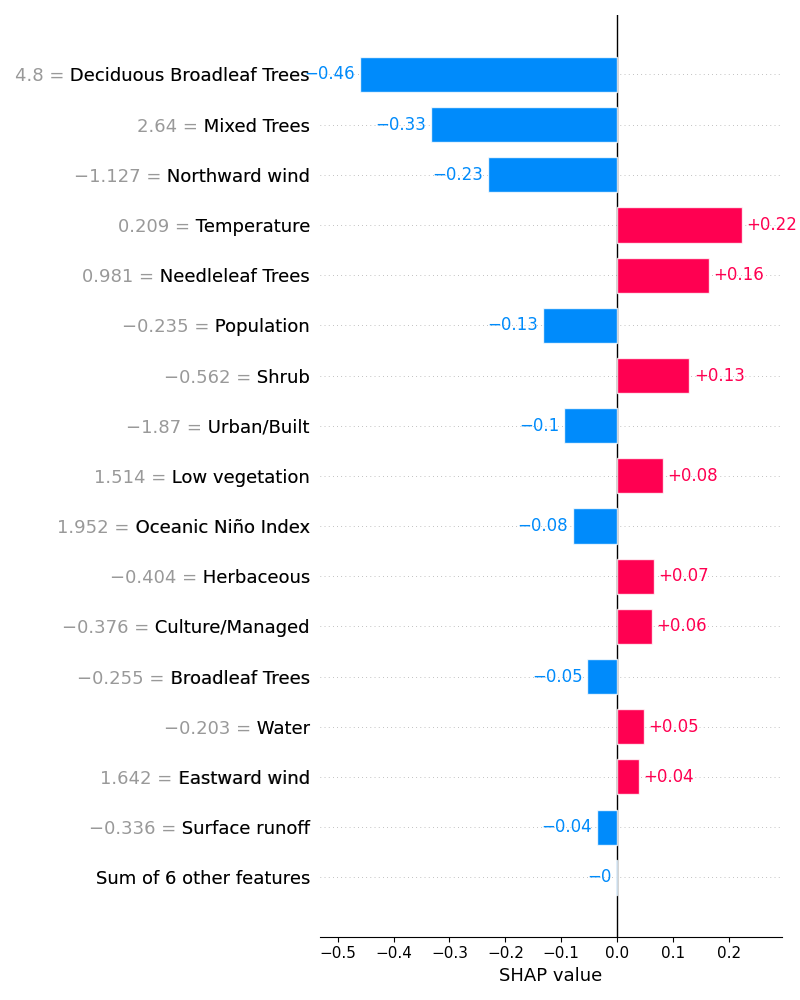 4.8 = Deciduous Broadleaf Trees −0.46
2.64 = Mixed Trees −0.33
−1.127 = Northward wind −0.23
0.209 = Temperature +0.22
0.981 = Needleleaf Trees +0.16
−0.235 = Population −0.13
−0.562 = Shrub +0.13
−1.87 = Urban/Built −0.1
1.514 = Low vegetation +0.08
1.952 = Oceanic Niño Index −0.08
−0.404 = Herbaceous +0.07
−0.376 = Culture/Managed +0.06
−0.255 = Broadleaf Trees −0.05
−0.203 = Water +0.05
1.642 = Eastward wind +0.04
−0.336 = Surface runoff −0.04
Sum of 6 other features −0
−0.5 −0.4 −0.3 −0.2 −0.1 0.0 0.1 0.2
SHAP value